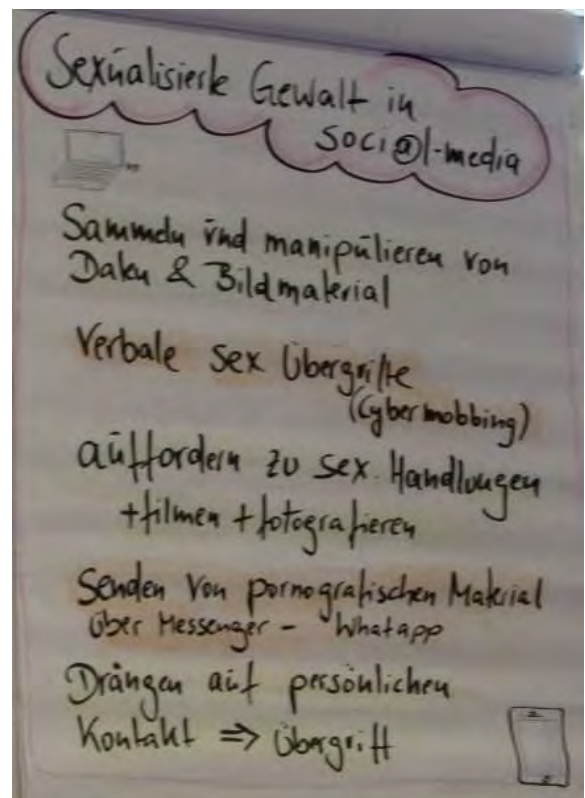 Sexualisierte Gewalt in
soci@l-media
Sammeln und manipulieren von
Daten & Bildmaterial
Verbale sex Übergriffe
(Cybermobbing)
auffordern zu sex. Handlungen
+filmen +fotografieren
Senden von pornografischen Material
über Messenger - Whatapp
Drängen auf persönlichen
Kontakt ⇒ Übergriff